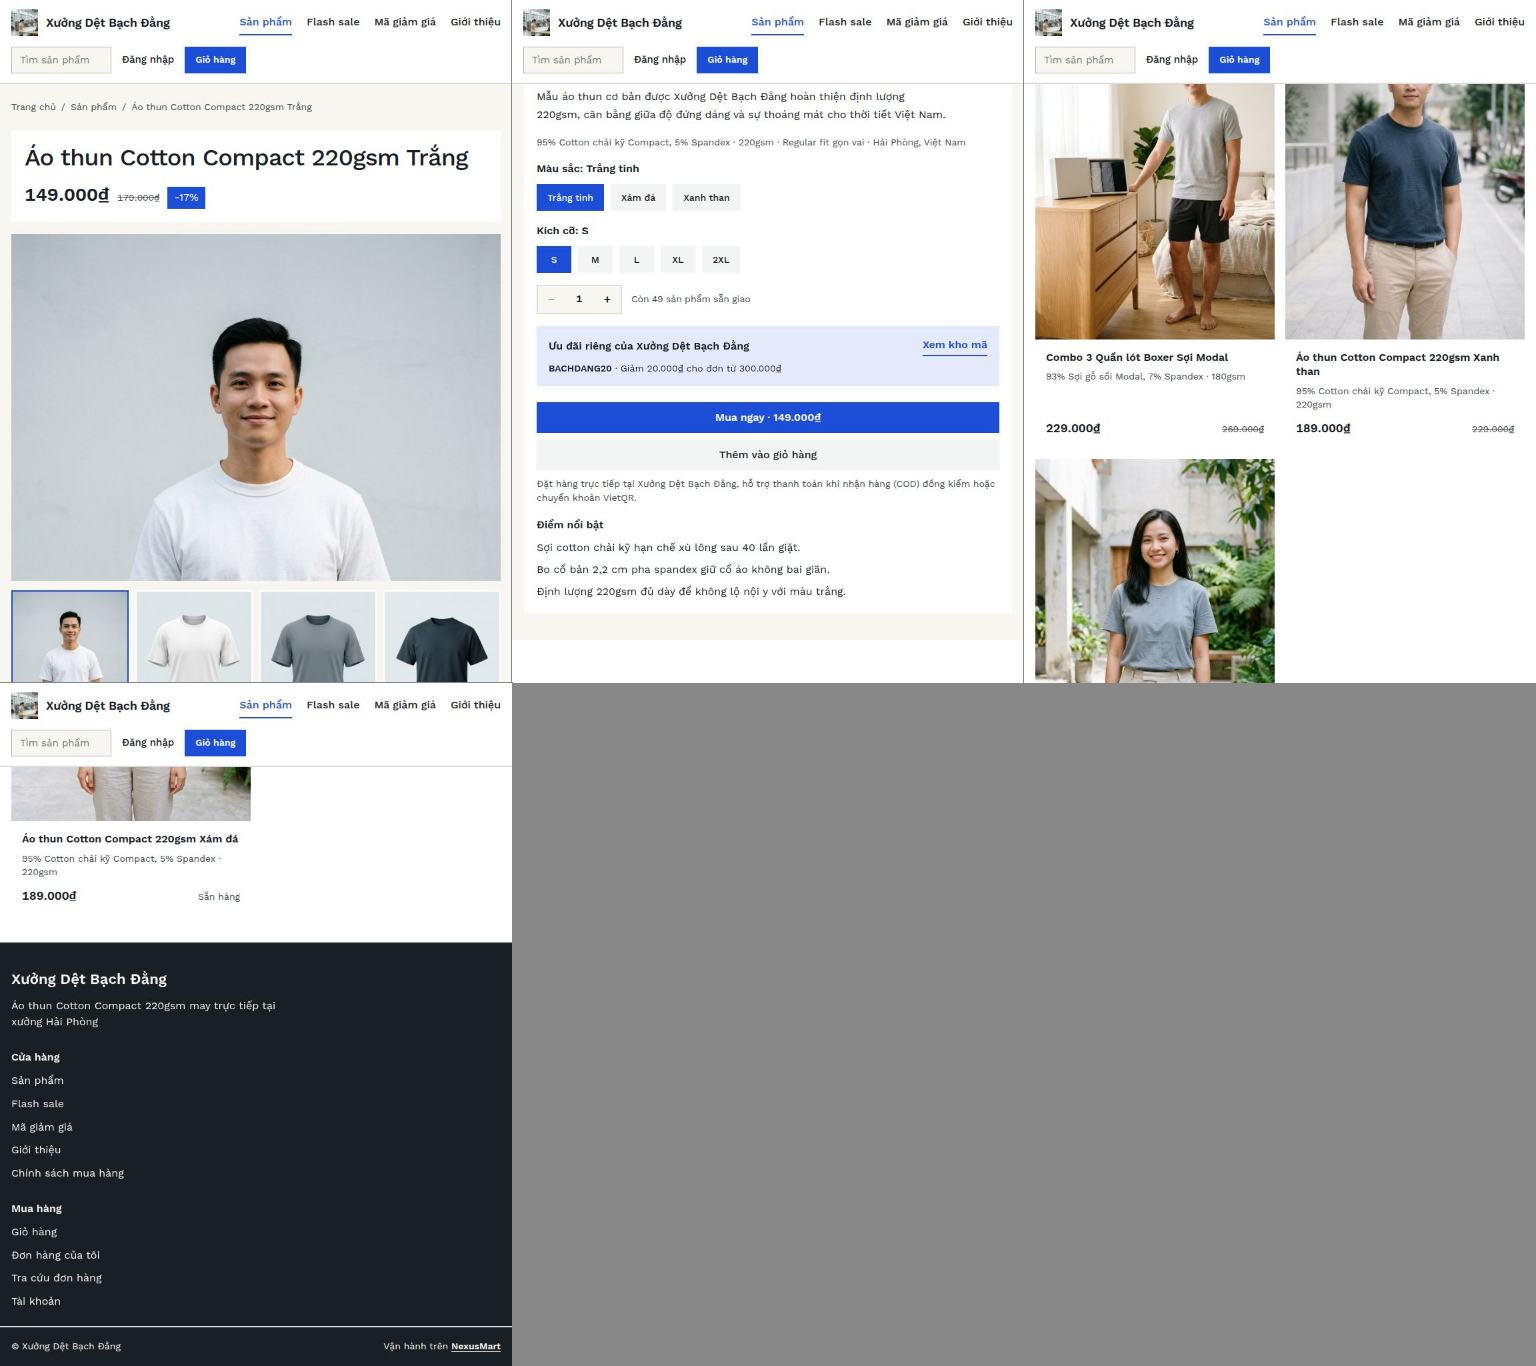 Xưởng Dệt Bạch Đằng
Sản phẩm Flash sale Mã giảm giá Giới thiệu
Tìm sản phẩm Đăng nhập Giỏ hàng
Trang chủ / Sản phẩm / Áo thun Cotton Compact 220gsm Trắng
Áo thun Cotton Compact 220gsm Trắng
149.000₫ 179.000₫ -17%
Xưởng Dệt Bạch Đằng
Sản phẩm Flash sale Mã giảm giá Giới thiệu
Tìm sản phẩm Đăng nhập Giỏ hàng
Mẫu áo thun cơ bản được Xưởng Dệt Bạch Đằng hoàn thiện định lượng
220gsm, cân bằng giữa độ đứng dáng và sự thoáng mát cho thời tiết Việt Nam.
95% Cotton chải kỹ Compact, 5% Spandex · 220gsm · Regular fit gọn vai · Hải Phòng, Việt Nam
Màu sắc: Trắng tinh
Trắng tinh Xám đá Xanh than
Kích cỡ: S
S M L XL 2XL
− 1 + Còn 49 sản phẩm sẵn giao
Ưu đãi riêng của Xưởng Dệt Bạch Đằng Xem kho mã
BACHDANG20 · Giảm 20.000₫ cho đơn từ 300.000₫
Mua ngay · 149.000₫
Thêm vào giỏ hàng
Đặt hàng trực tiếp tại Xưởng Dệt Bạch Đằng, hỗ trợ thanh toán khi nhận hàng (COD) đồng kiểm hoặc
chuyển khoản VietQR.
Điểm nổi bật
Sợi cotton chải kỹ hạn chế xù lông sau 40 lần giặt.
Bo cổ bản 2,2 cm pha spandex giữ cổ áo không bai giãn.
Định lượng 220gsm đủ dày để không lộ nội y với màu trắng.
Xưởng Dệt Bạch Đằng
Sản phẩm Flash sale Mã giảm giá Giới thiệu
Tìm sản phẩm Đăng nhập Giỏ hàng
Combo 3 Quần lót Boxer Sợi Modal
93% Sợi gỗ sồi Modal, 7% Spandex · 180gsm
229.000₫ 269.000₫
Áo thun Cotton Compact 220gsm Xanh
than
95% Cotton chải kỹ Compact, 5% Spandex ·
220gsm
189.000₫ 229.000₫
Xưởng Dệt Bạch Đằng
Sản phẩm Flash sale Mã giảm giá Giới thiệu
Tìm sản phẩm Đăng nhập Giỏ hàng
Áo thun Cotton Compact 220gsm Xám đá
95% Cotton chải kỹ Compact, 5% Spandex ·
220gsm
189.000₫ Sẵn hàng
Xưởng Dệt Bạch Đằng
Áo thun Cotton Compact 220gsm may trực tiếp tại
xưởng Hải Phòng
Cửa hàng
Sản phẩm
Flash sale
Mã giảm giá
Giới thiệu
Chính sách mua hàng
Mua hàng
Giỏ hàng
Đơn hàng của tôi
Tra cứu đơn hàng
Tài khoản
© Xưởng Dệt Bạch Đằng Vận hành trên NexusMart